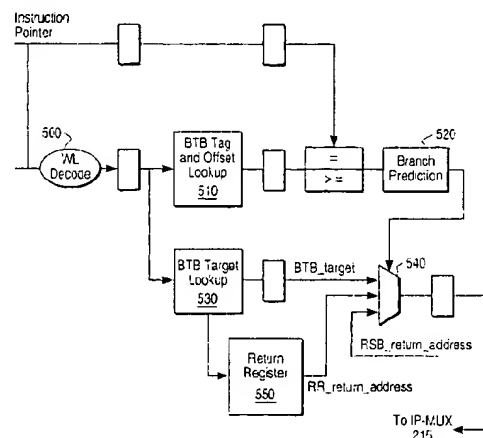 Instruction
Pointer
500
WL
Decode
BTB Tag
and Offset
Lookup
510
=
>=
520
Branch
Prediction
BTB Target
Lookup
530
BTB_target
540
RSB_return_address
Return
Register
550
RR_return_address
To IP-MUX
215